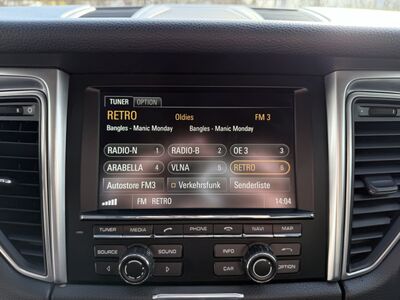 TUNER OPTION
RETRO Oldies FM 3
Bangles - Manic Monday Bangles - Manic Monday
RADIO-N 1 RADIO-B 2 OE 3 3
ARABELLA 4 VLNA 5 RETRO 6
Autostore FM3 Verkehrsfunk Senderliste
FM RETRO 14:04
TUNER MEDIA PHONE NAVI MAP
SOURCE SOUND INFO
CAR OPTION